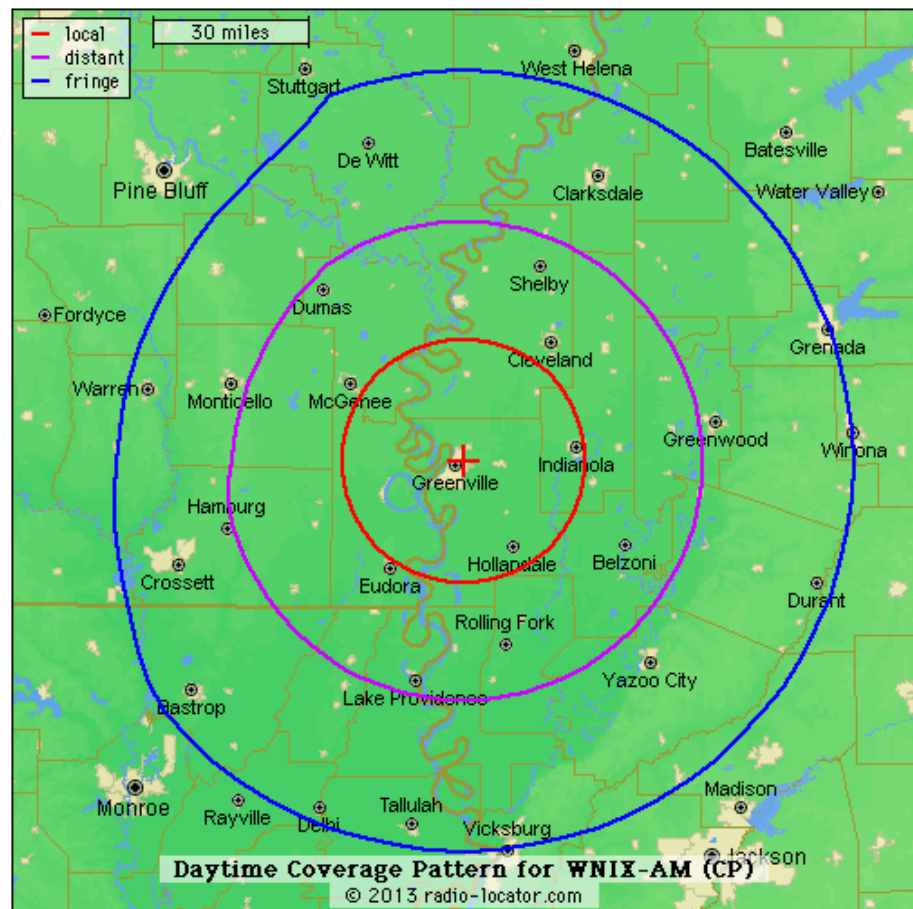 local
distant
fringe
30 miles
West Helena
Stuttgart
Batesville
De Witt
Pine Bluff
Clarksdale
Water Valley
Shelby
Dumas
Fordyce
Grenada
Cleveland
Warren
Monticello
McGehee
Greenwood
Winona
Indianola
Greenville
Hamburg
Hollandale
Belzoni
Crossett
Eudora
Durant
Rolling Fork
Yazoo City
Lake Providence
Bastrop
Madison
Monroe
Rayville
Delhi
Tallulah
Vicksburg
Jackson
Daytime Coverage Pattern for WNIX-AM (CP)
© 2013 radio-locator.com